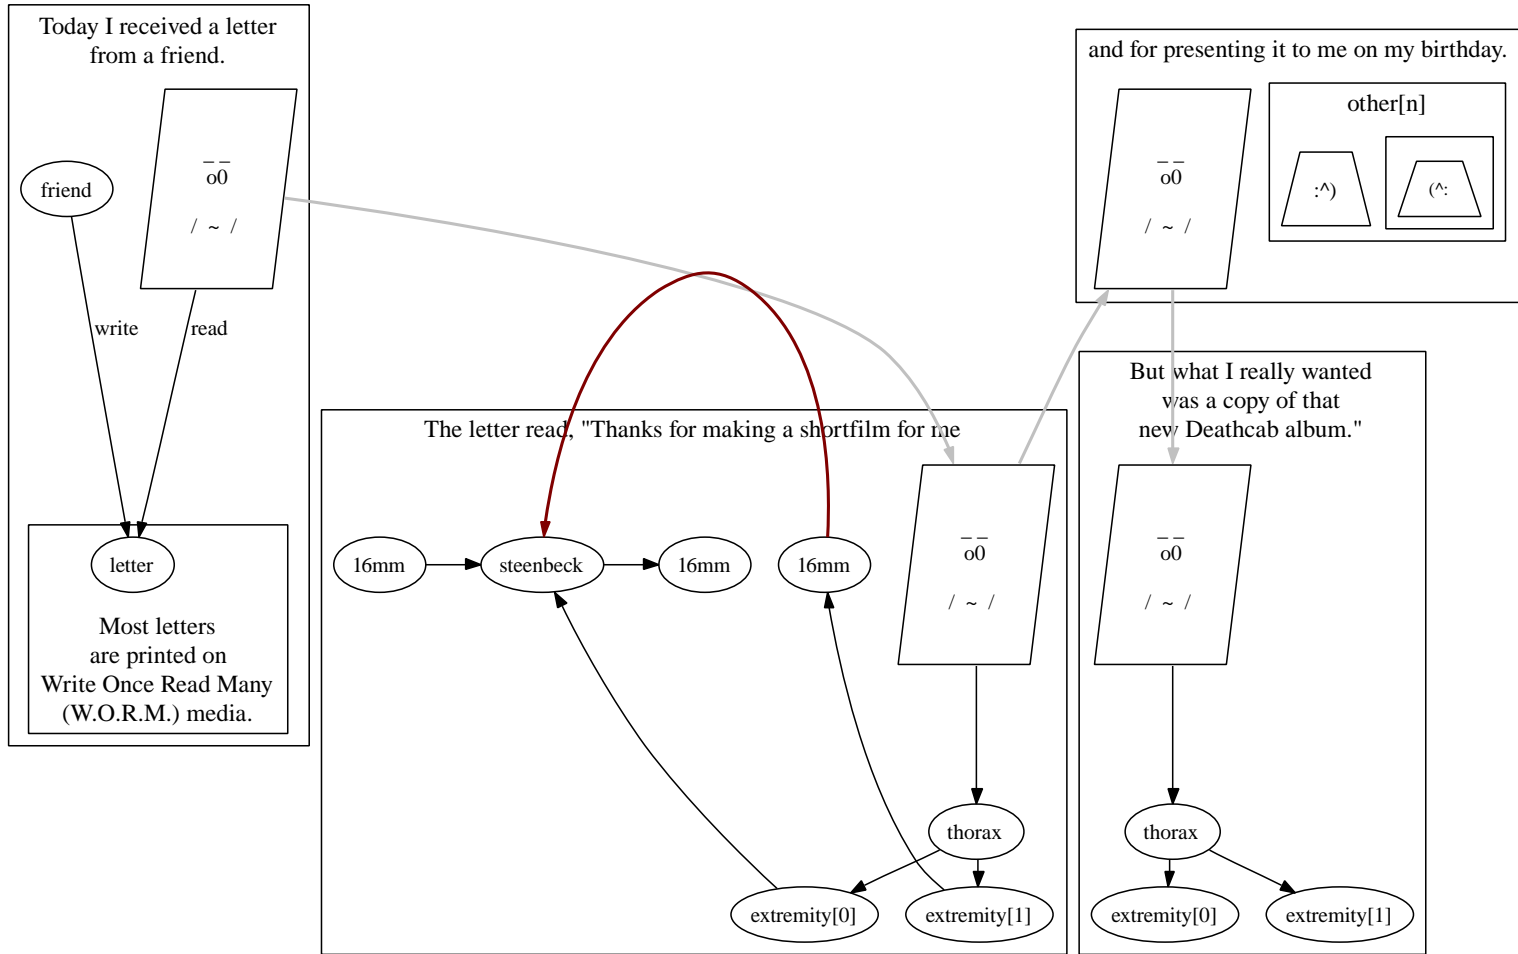 Today I received a letter
from a friend.
friend
_ _
o0
/ ~ /
write
read
letter
Most letters
are printed on
Write Once Read Many
(W.O.R.M.) media.
The letter read, "Thanks for making a shortfilm for me
16mm
steenbeck
16mm
16mm
_ _
o0
/ ~ /
thorax
extremity[0]
extremity[1]
and for presenting it to me on my birthday.
_ _
o0
/ ~ /
other[n]
:^)
(^:
But what I really wanted
was a copy of that
new Deathcab album."
_ _
o0
/ ~ /
thorax
extremity[0]
extremity[1]